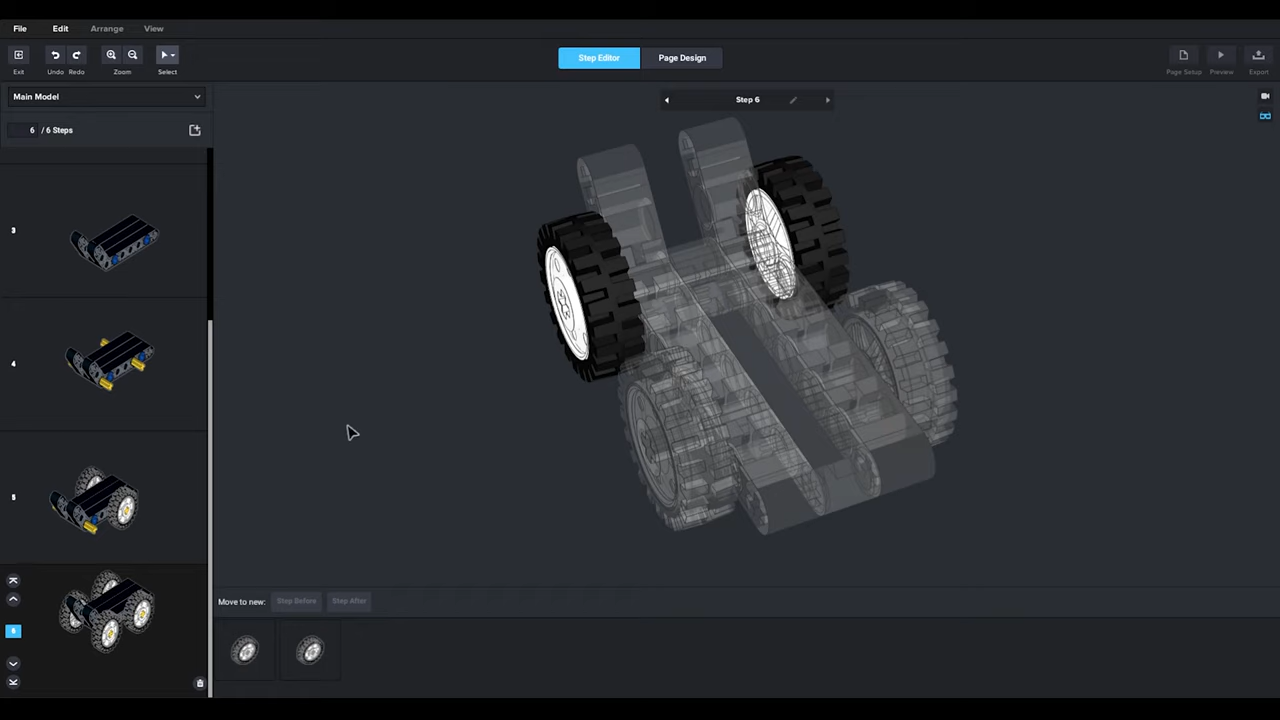 File Edit Arrange View
Exit Undo Redo Zoom Select
Step Editor Page Design
Page Setup Preview Export
Main Model
Step 6
6 / 6 Steps
3
4
5
6
Move to new: Step Before Step After